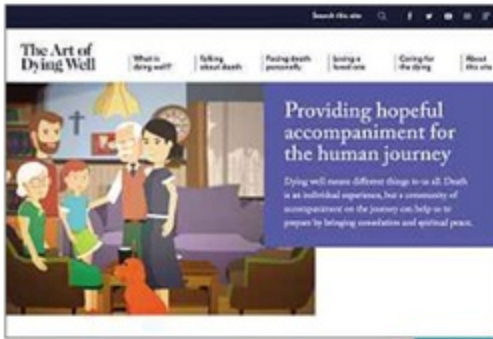 Search this site
The Art of
Dying Well
What is
dying well?
Talking
about death
Facing death
personally
Losing a
loved one
Caring for
the dying
About
this site
Providing hopeful
accompaniment for
the human journey
Dying well means different things to us all. Death
is an individual experience, but a community of
accompaniment on the journey can help us to
prepare by bringing consolation and spiritual peace.